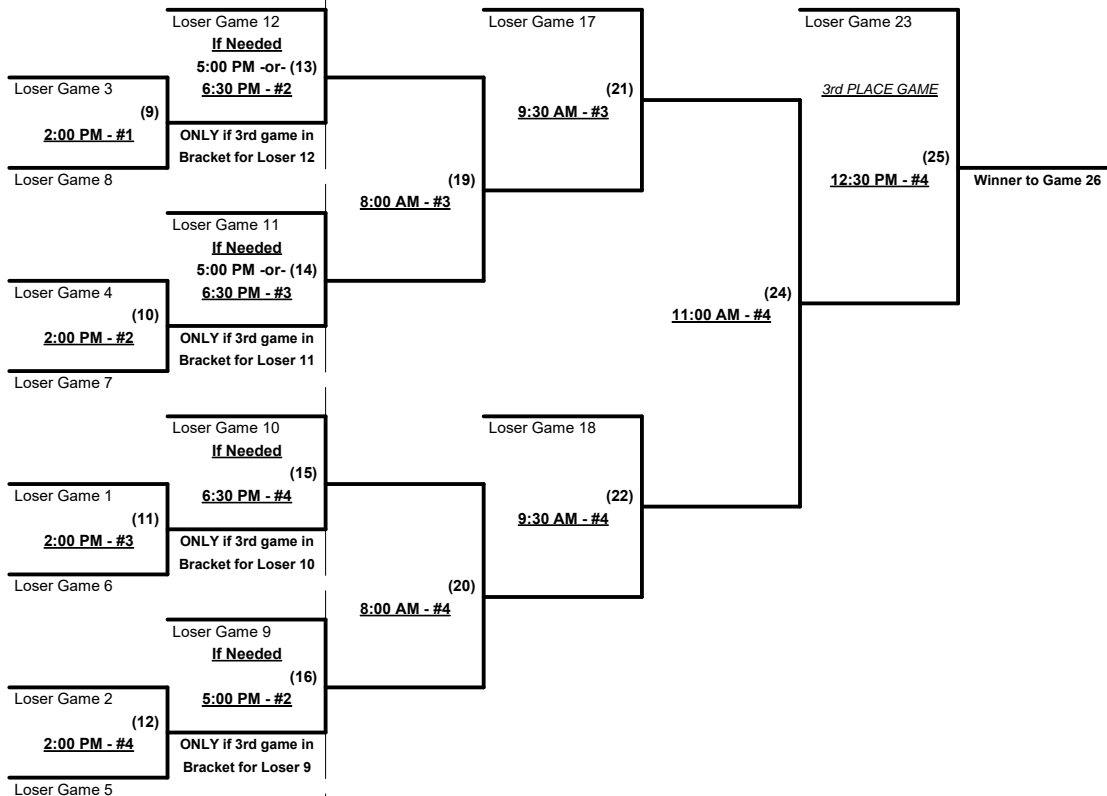 Loser Game 12
If Needed
5:00 PM -or- (13)
6:30 PM - #2
Loser Game 3
(9)
2:00 PM - #1
ONLY if 3rd game in
Bracket for Loser 12
Loser Game 8
Loser Game 11
If Needed
5:00 PM -or- (14)
6:30 PM - #3
Loser Game 4
(10)
2:00 PM - #2
ONLY if 3rd game in
Bracket for Loser 11
Loser Game 7
Loser Game 10
If Needed
(15)
6:30 PM - #4
Loser Game 1
(11)
2:00 PM - #3
ONLY if 3rd game in
Bracket for Loser 10
Loser Game 6
Loser Game 9
If Needed
(16)
5:00 PM - #2
Loser Game 2
(12)
2:00 PM - #4
ONLY if 3rd game in
Bracket for Loser 9
Loser Game 5
(19)
8:00 AM - #3
(20)
8:00 AM - #4
Loser Game 17
(21)
9:30 AM - #3
Loser Game 18
(22)
9:30 AM - #4
(24)
11:00 AM - #4
Loser Game 23
3rd PLACE GAME
(25)
12:30 PM - #4
Winner to Game 26